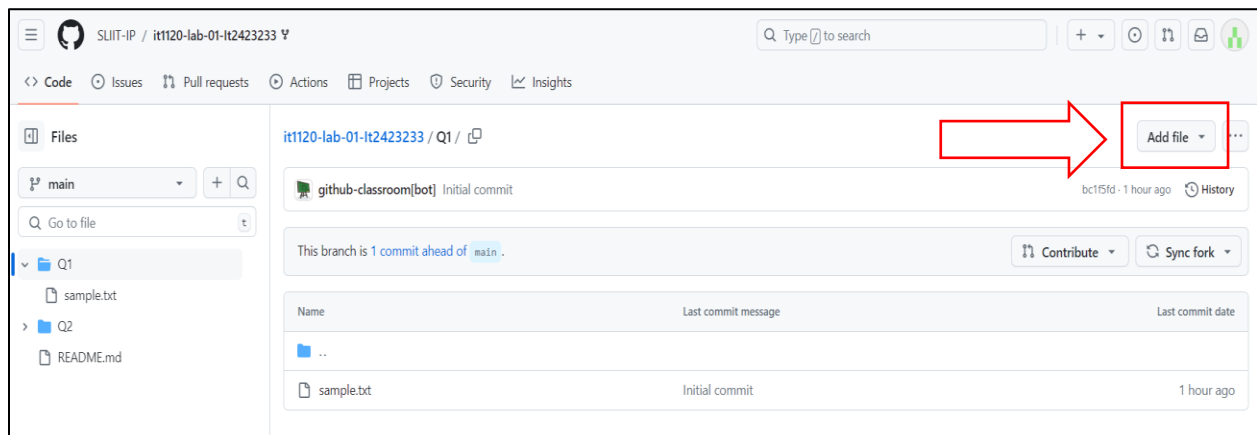 SLIIT-IP / it1120-lab-01-It2423233
Type / to search
<> Code Issues Pull requests Actions Projects Security Insights
Files
it1120-lab-01-It2423233 / Q1 /
Add file
main
github-classroom[bot] Initial commit
bc1f5fd · 1 hour ago History
Go to file t
This branch is 1 commit ahead of main .
Contribute
Sync fork
Q1
sample.txt
Q2
README.md
Name Last commit message Last commit date
..
sample.txt Initial commit 1 hour ago